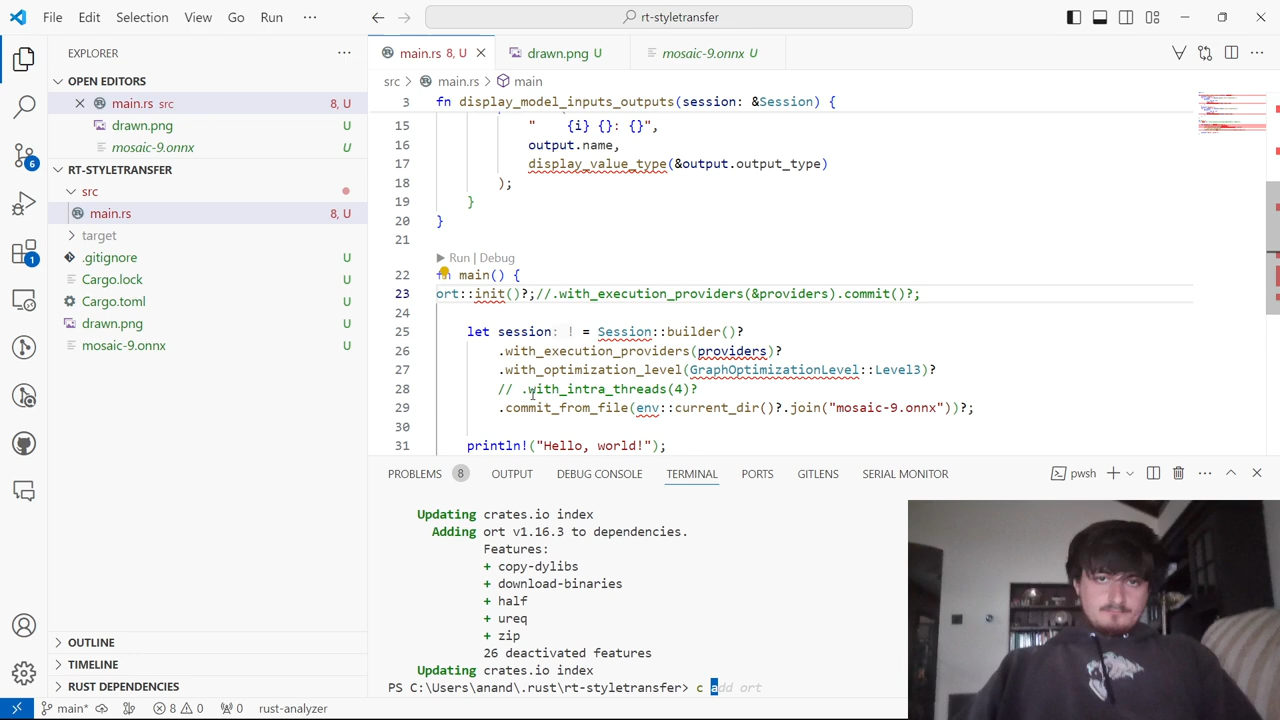 File Edit Selection View Go Run ···
rt-styletransfer
EXPLORER
OPEN EDITORS
main.rs src 8, U
drawn.png U
mosaic-9.onnx U
RT-STYLETRANSFER
src
main.rs 8, U
target
.gitignore U
Cargo.lock U
Cargo.toml U
drawn.png U
mosaic-9.onnx U
OUTLINE
TIMELINE
RUST DEPENDENCIES
6
1
main.rs 8, U
drawn.png U
mosaic-9.onnx U
src > main.rs > main
3 fn display_model_inputs_outputs(session: &Session) {
15 "    {i} {}: {}",
16 output.name,
17 display_value_type(&output.output_type)
18 );
19 }
20 }
21
Run | Debug
22 fn main() {
23 ort::init()?;//.with_execution_providers(&providers).commit()?;
24
25 let session: ! = Session::builder()?
26 .with_execution_providers(providers)?
27 .with_optimization_level(GraphOptimizationLevel::Level3)?
28 // .with_intra_threads(4)?
29 .commit_from_file(env::current_dir()?.join("mosaic-9.onnx"))?;
30
31 println!("Hello, world!");
PROBLEMS 8 OUTPUT DEBUG CONSOLE TERMINAL PORTS GITLENS SERIAL MONITOR
pwsh
Updating crates.io index
Adding ort v1.16.3 to dependencies.
Features:
+ copy-dylibs
+ download-binaries
+ half
+ ureq
+ zip
26 deactivated features
Updating crates.io index
PS C:\Users\anand\.rust\rt-styletransfer> c add ort
main* 8 0 0 rust-analyzer